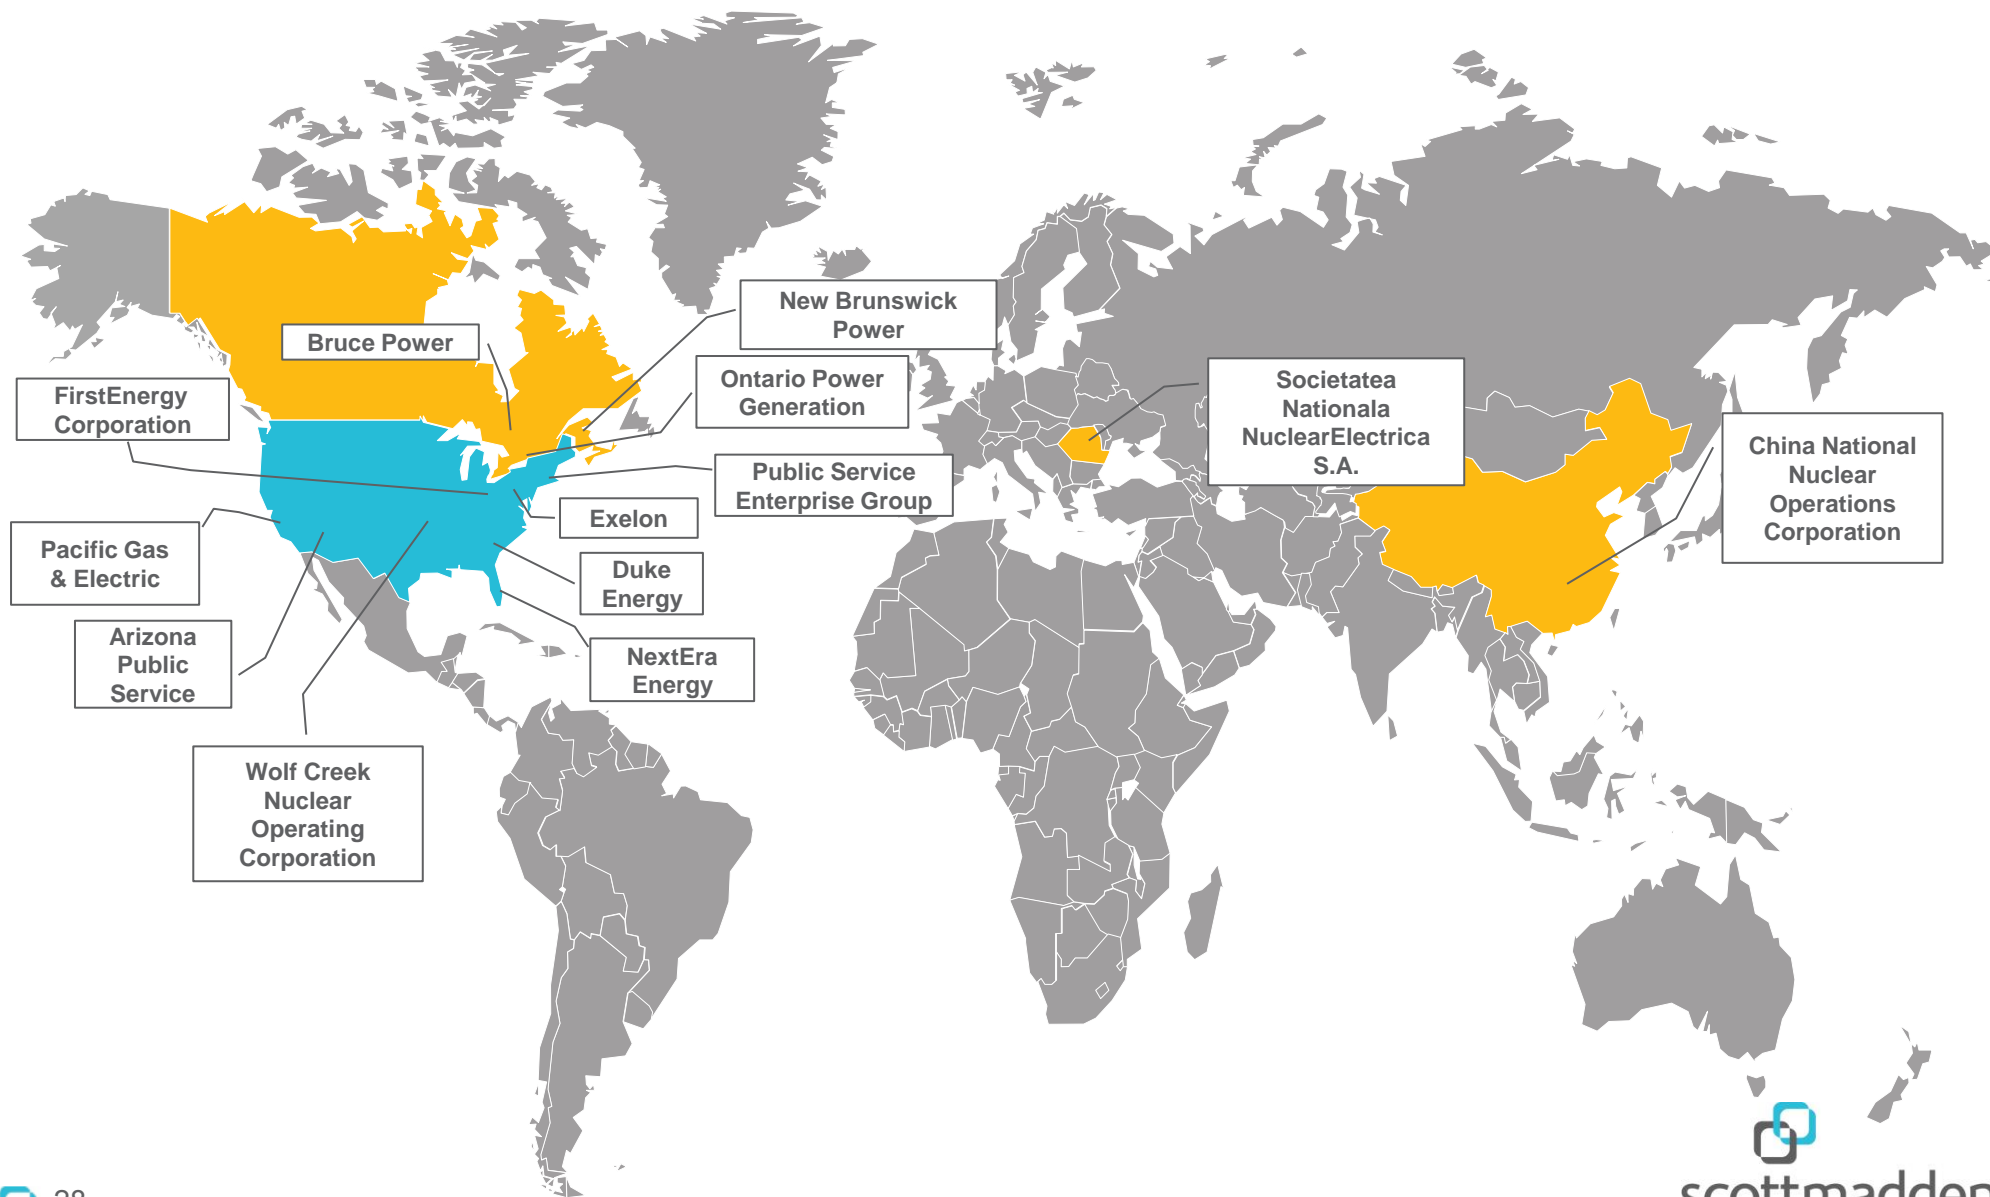 New Brunswick
Power
Bruce Power
Ontario Power
Generation
FirstEnergy
Corporation
Societatea
Nationala
NuclearElectrica
S.A.
China National
Nuclear
Operations
Corporation
Public Service
Enterprise Group
Exelon
Pacific Gas
& Electric
Duke
Energy
Arizona
Public
Service
NextEra
Energy
Wolf Creek
Nuclear
Operating
Corporation
scottmadden